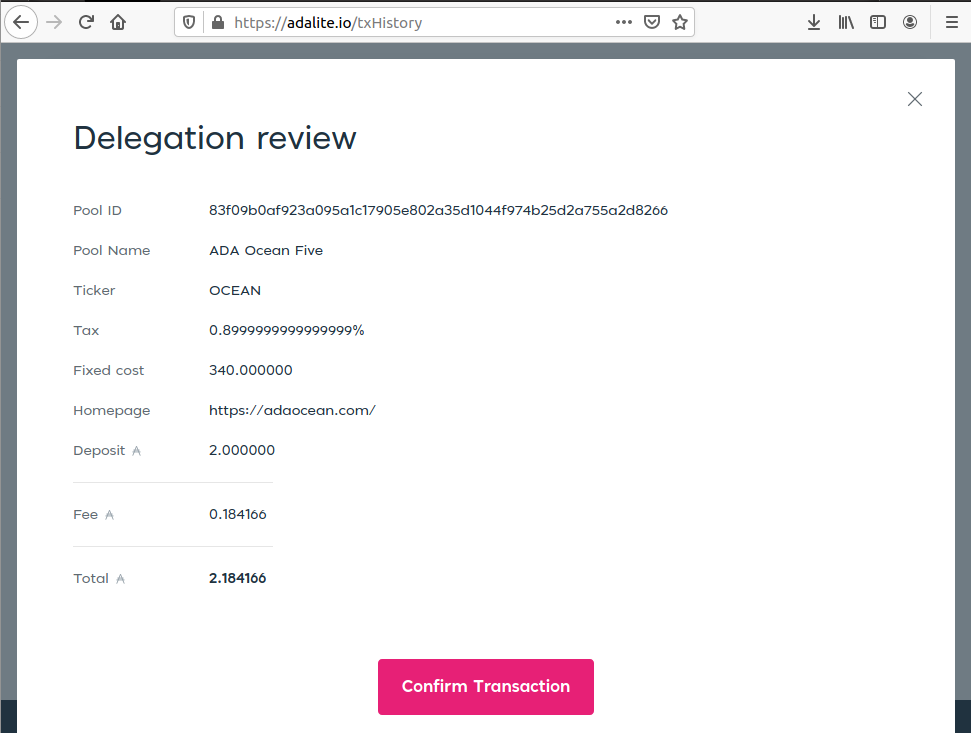 https://adalite.io/txHistory
Delegation review
Pool ID 83f09b0af923a095a1c17905e802a35d1044f974b25d2a755a2d8266
Pool Name ADA Ocean Five
Ticker OCEAN
Tax 0.8999999999999999%
Fixed cost 340.000000
Homepage https://adaocean.com/
Deposit ₳ 2.000000
Fee ₳ 0.184166
Total ₳ 2.184166
Confirm Transaction